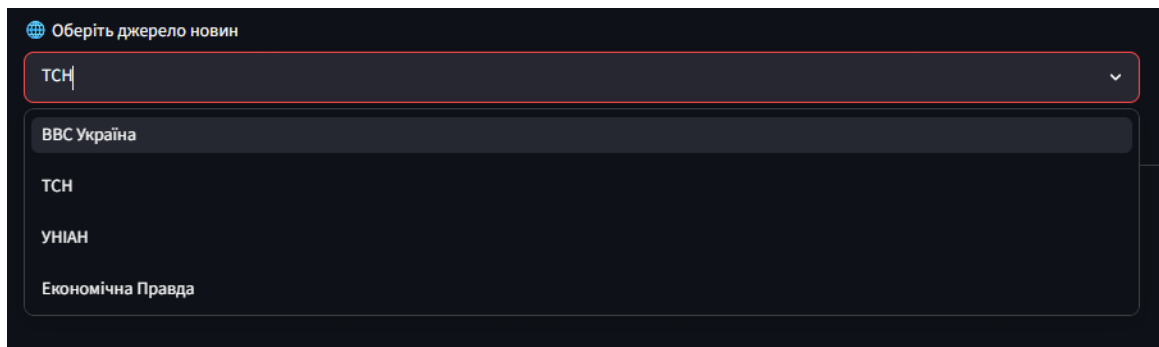 🌐 Оберіть джерело новин
ТСН
BBC Україна
ТСН
УНІАН
Економічна Правда